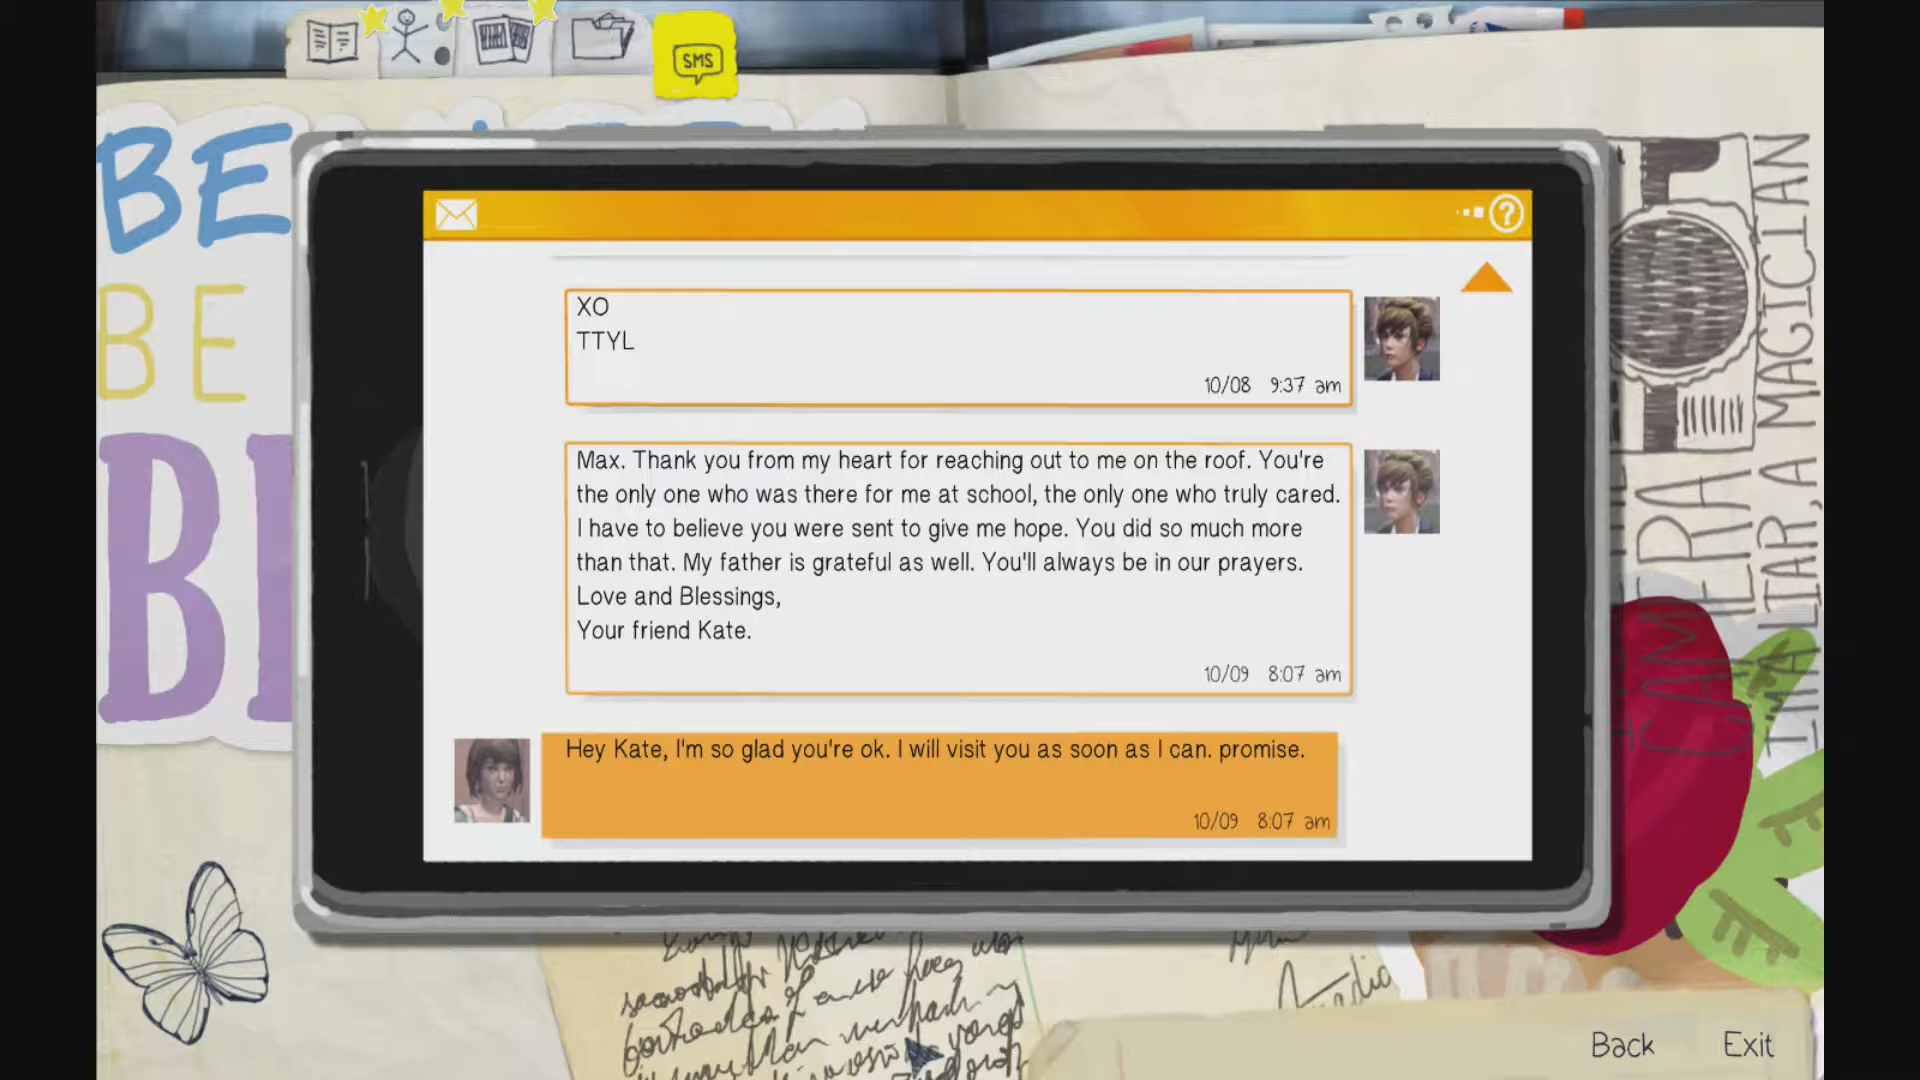 SMS
BE
BE
XO
TTYL
10/08 9:37 am
Max. Thank you from my heart for reaching out to me on the roof. You're
the only one who was there for me at school, the only one who truly cared.
I have to believe you were sent to give me hope. You did so much more
than that. My father is grateful as well. You'll always be in our prayers.
Love and Blessings,
Your friend Kate.
10/09 8:07 am
Hey Kate, I'm so glad you're ok. I will visit you as soon as I can. promise.
10/09 8:07 am
CAMERA
I'M A LIAR, A MAGICIAN
Back Exit